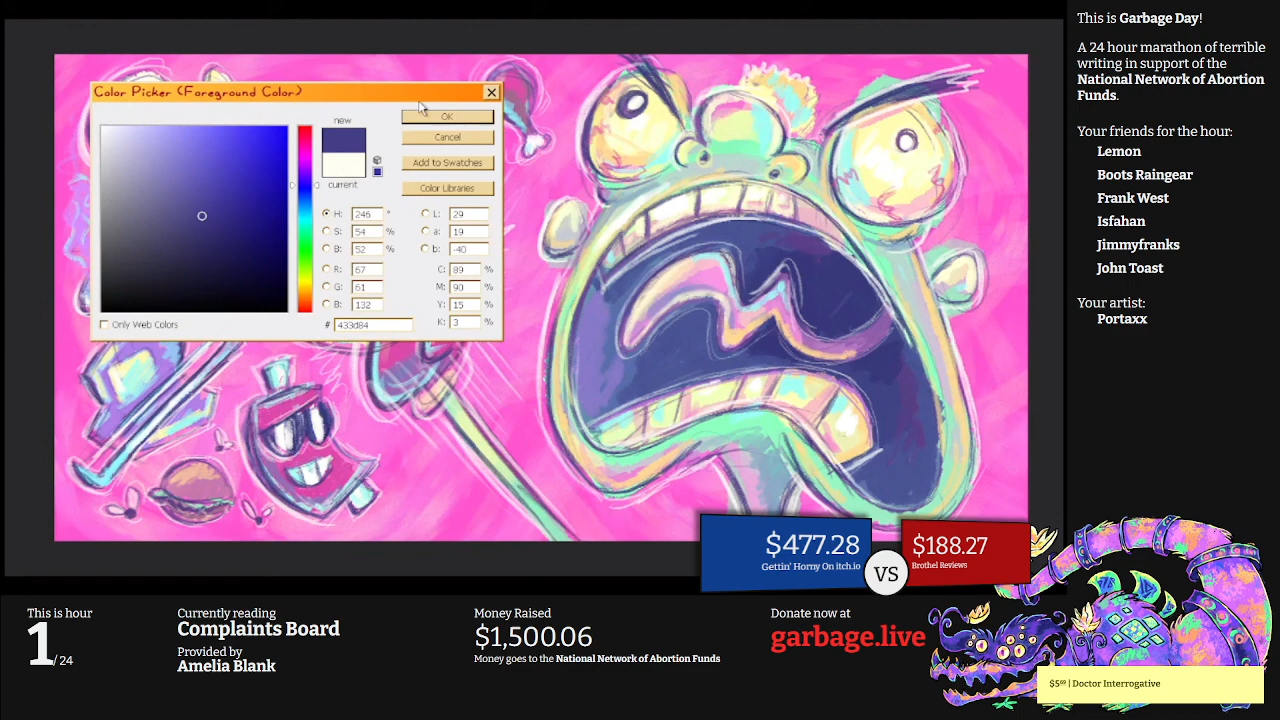 This is Garbage Day!
A 24 hour marathon of terrible
writing in support of the
National Network of Abortion
Funds.
Your friends for the hour:
Lemon
Boots Raingear
Frank West
Isfahan
Jimmyfranks
John Toast
Your artist:
Portaxx
Color Picker (Foreground Color)
OK
Cancel
Add to Swatches
Color Libraries
new
current
H: 246 °
S: 54 %
B: 52 %
R: 67
G: 61
B: 132
L: 29
a: 19
b: -40
C: 89 %
M: 90 %
Y: 15 %
K: 3 %
Only Web Colors
# 433d84
$477.28
Gettin' Horny On itch.io
VS
$188.27
Brothel Reviews
This is hour
1 / 24
Currently reading
Complaints Board
Provided by
Amelia Blank
Money Raised
$1,500.06
Money goes to the National Network of Abortion Funds
Donate now at
garbage.live
$5⁶⁹ | Doctor Interrogative